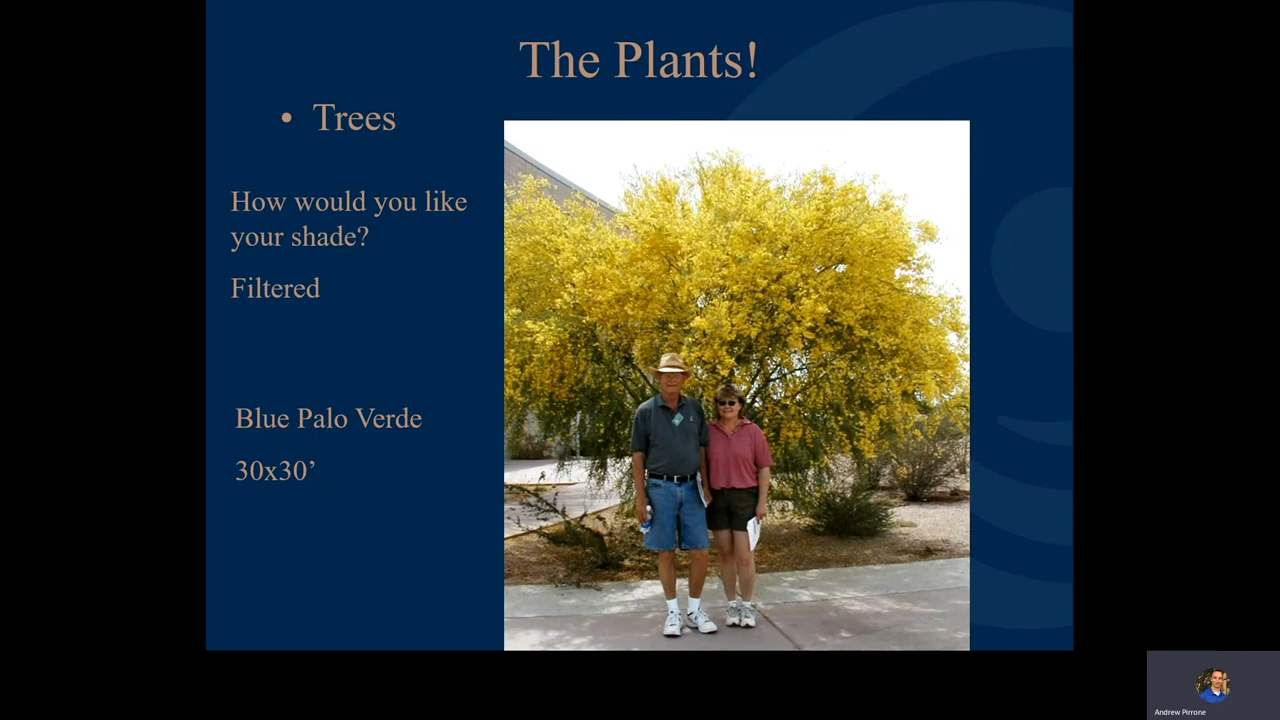 The Plants!
• Trees
How would you like
your shade?
Filtered
Blue Palo Verde
30x30’
Andrew Pirrone